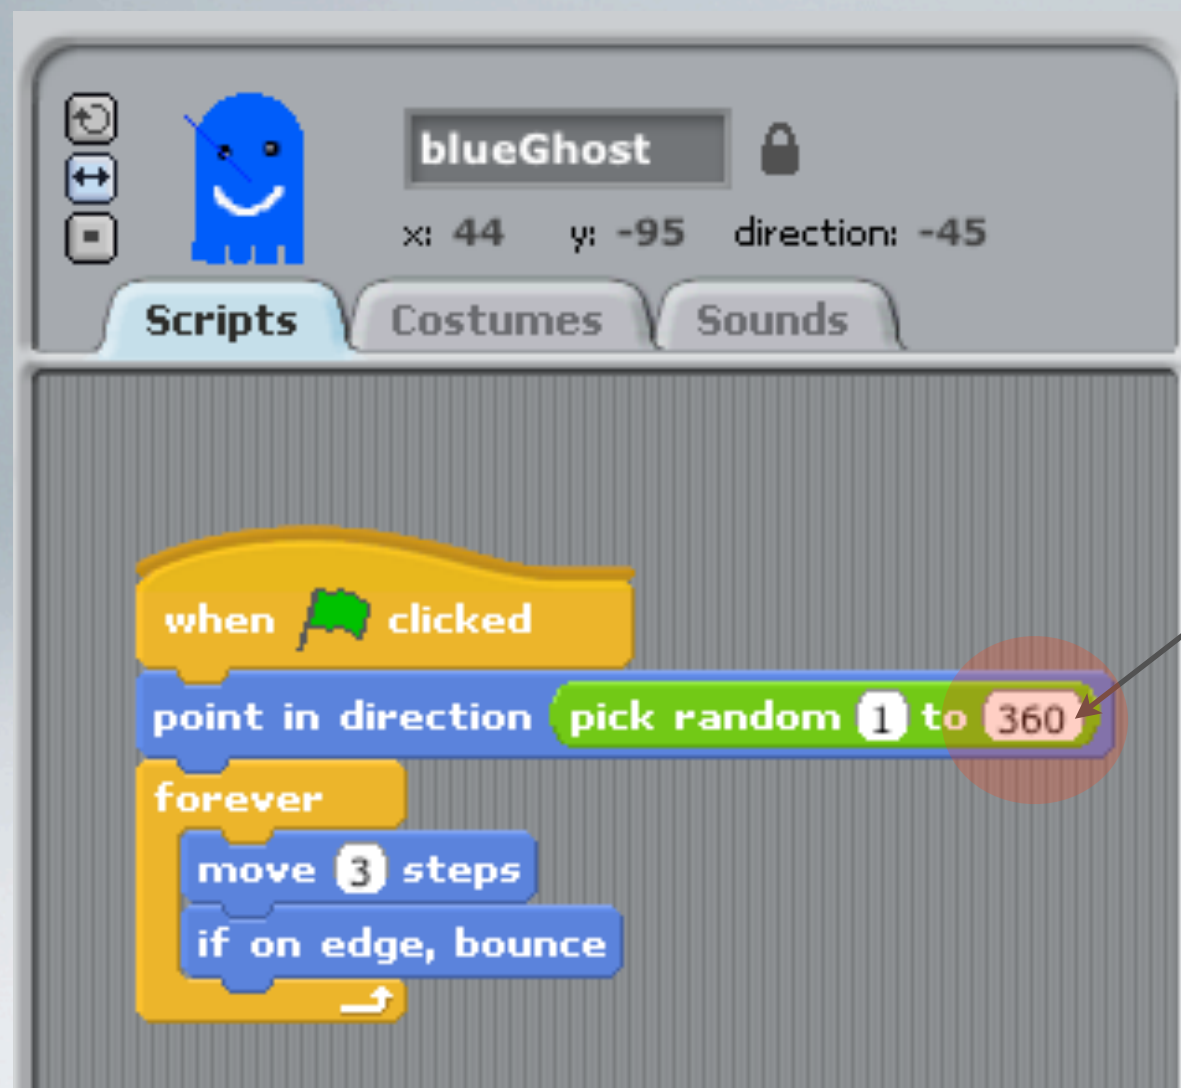 blueGhost
x: 44 y: -95 direction: -45
Scripts Costumes Sounds
when clicked
point in direction pick random 1 to 360
forever
move 3 steps
if on edge, bounce